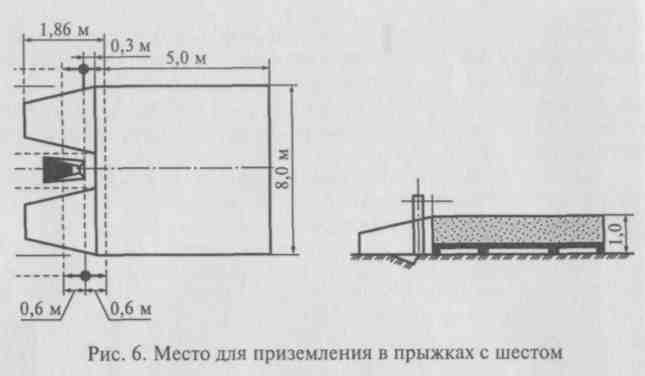 1,86 м
0,3 м
5,0 м
8,0 м
1,0
0,6 м
0,6 м
Рис. 6. Место для приземления в прыжках с шестом